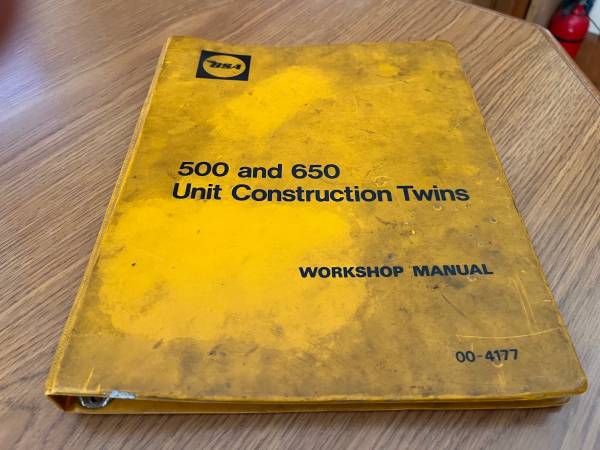 BSA
500 and 650
Unit Construction Twins
WORKSHOP MANUAL
00-4177